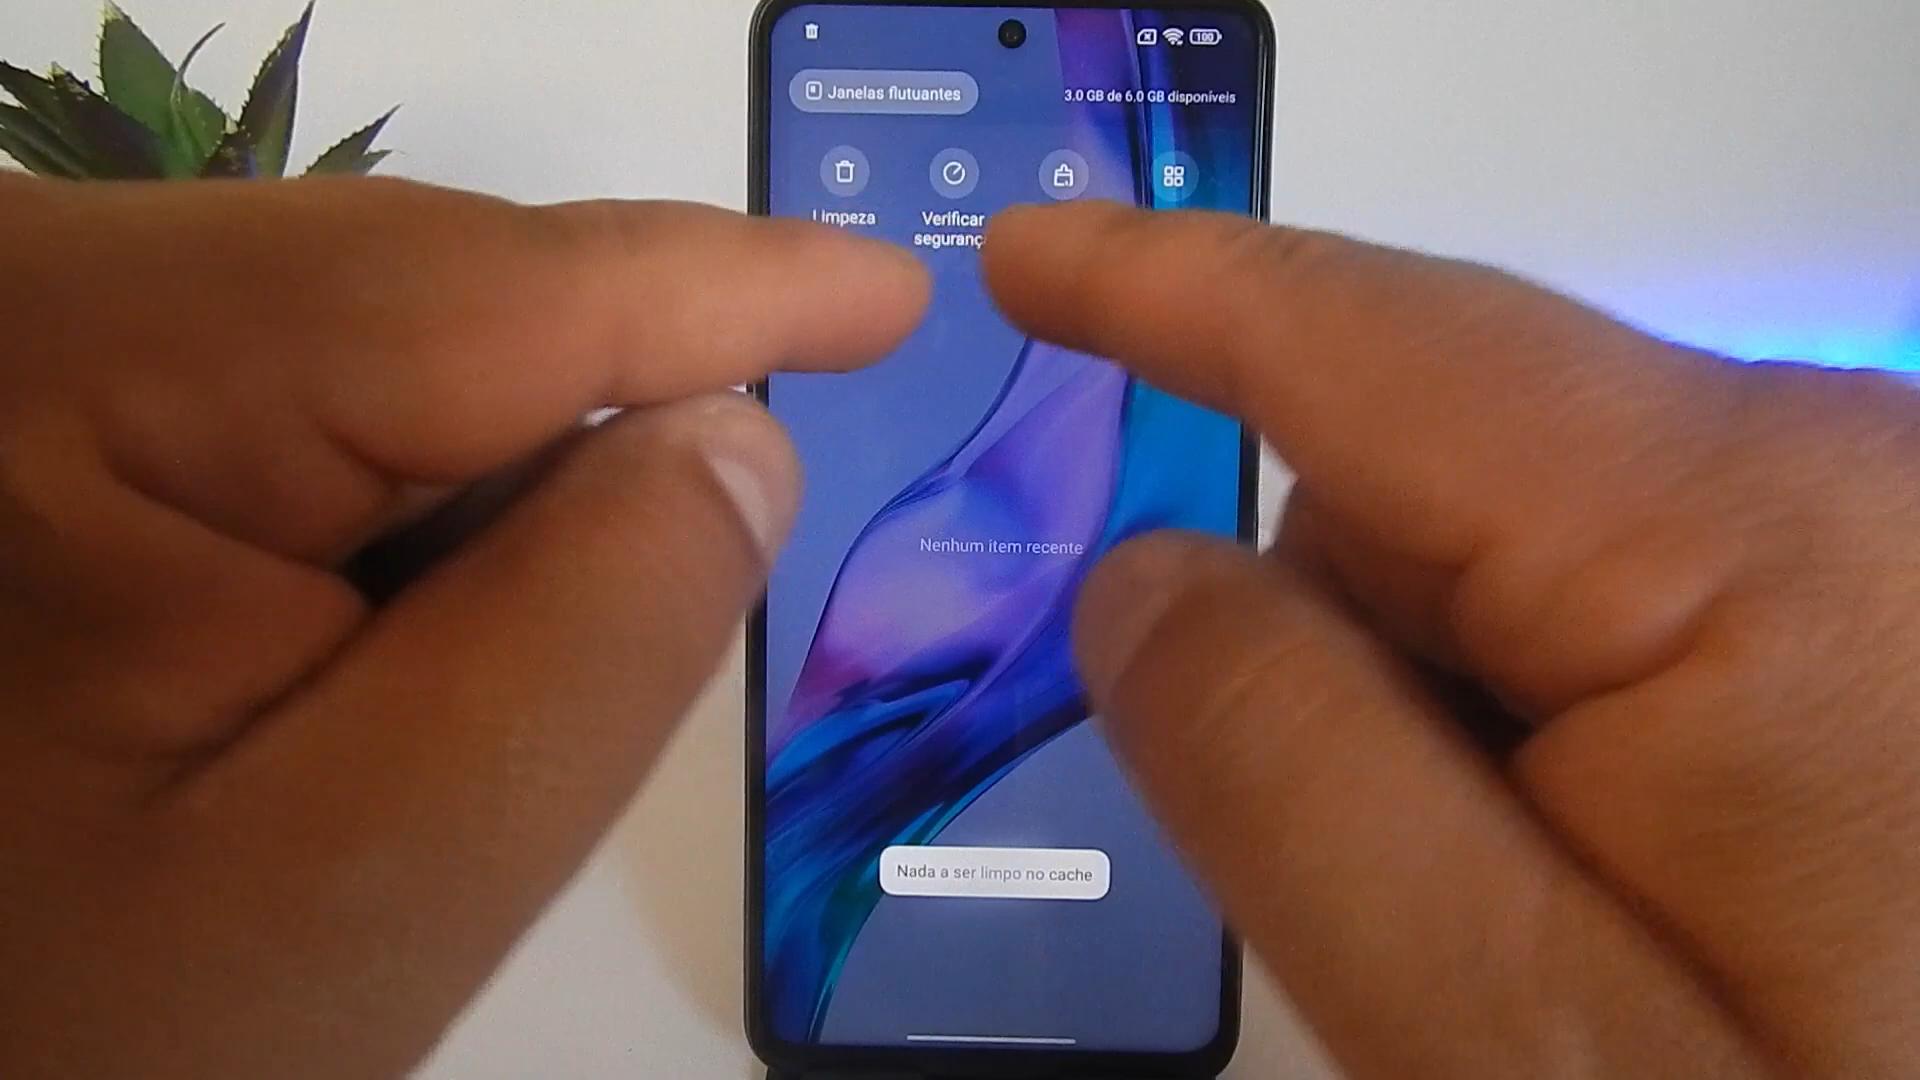 100
Janelas flutuantes
3.0 GB de 6.0 GB disponíveis
Limpeza
Verificar
Nenhum item recente
Nada a ser limpo no cache